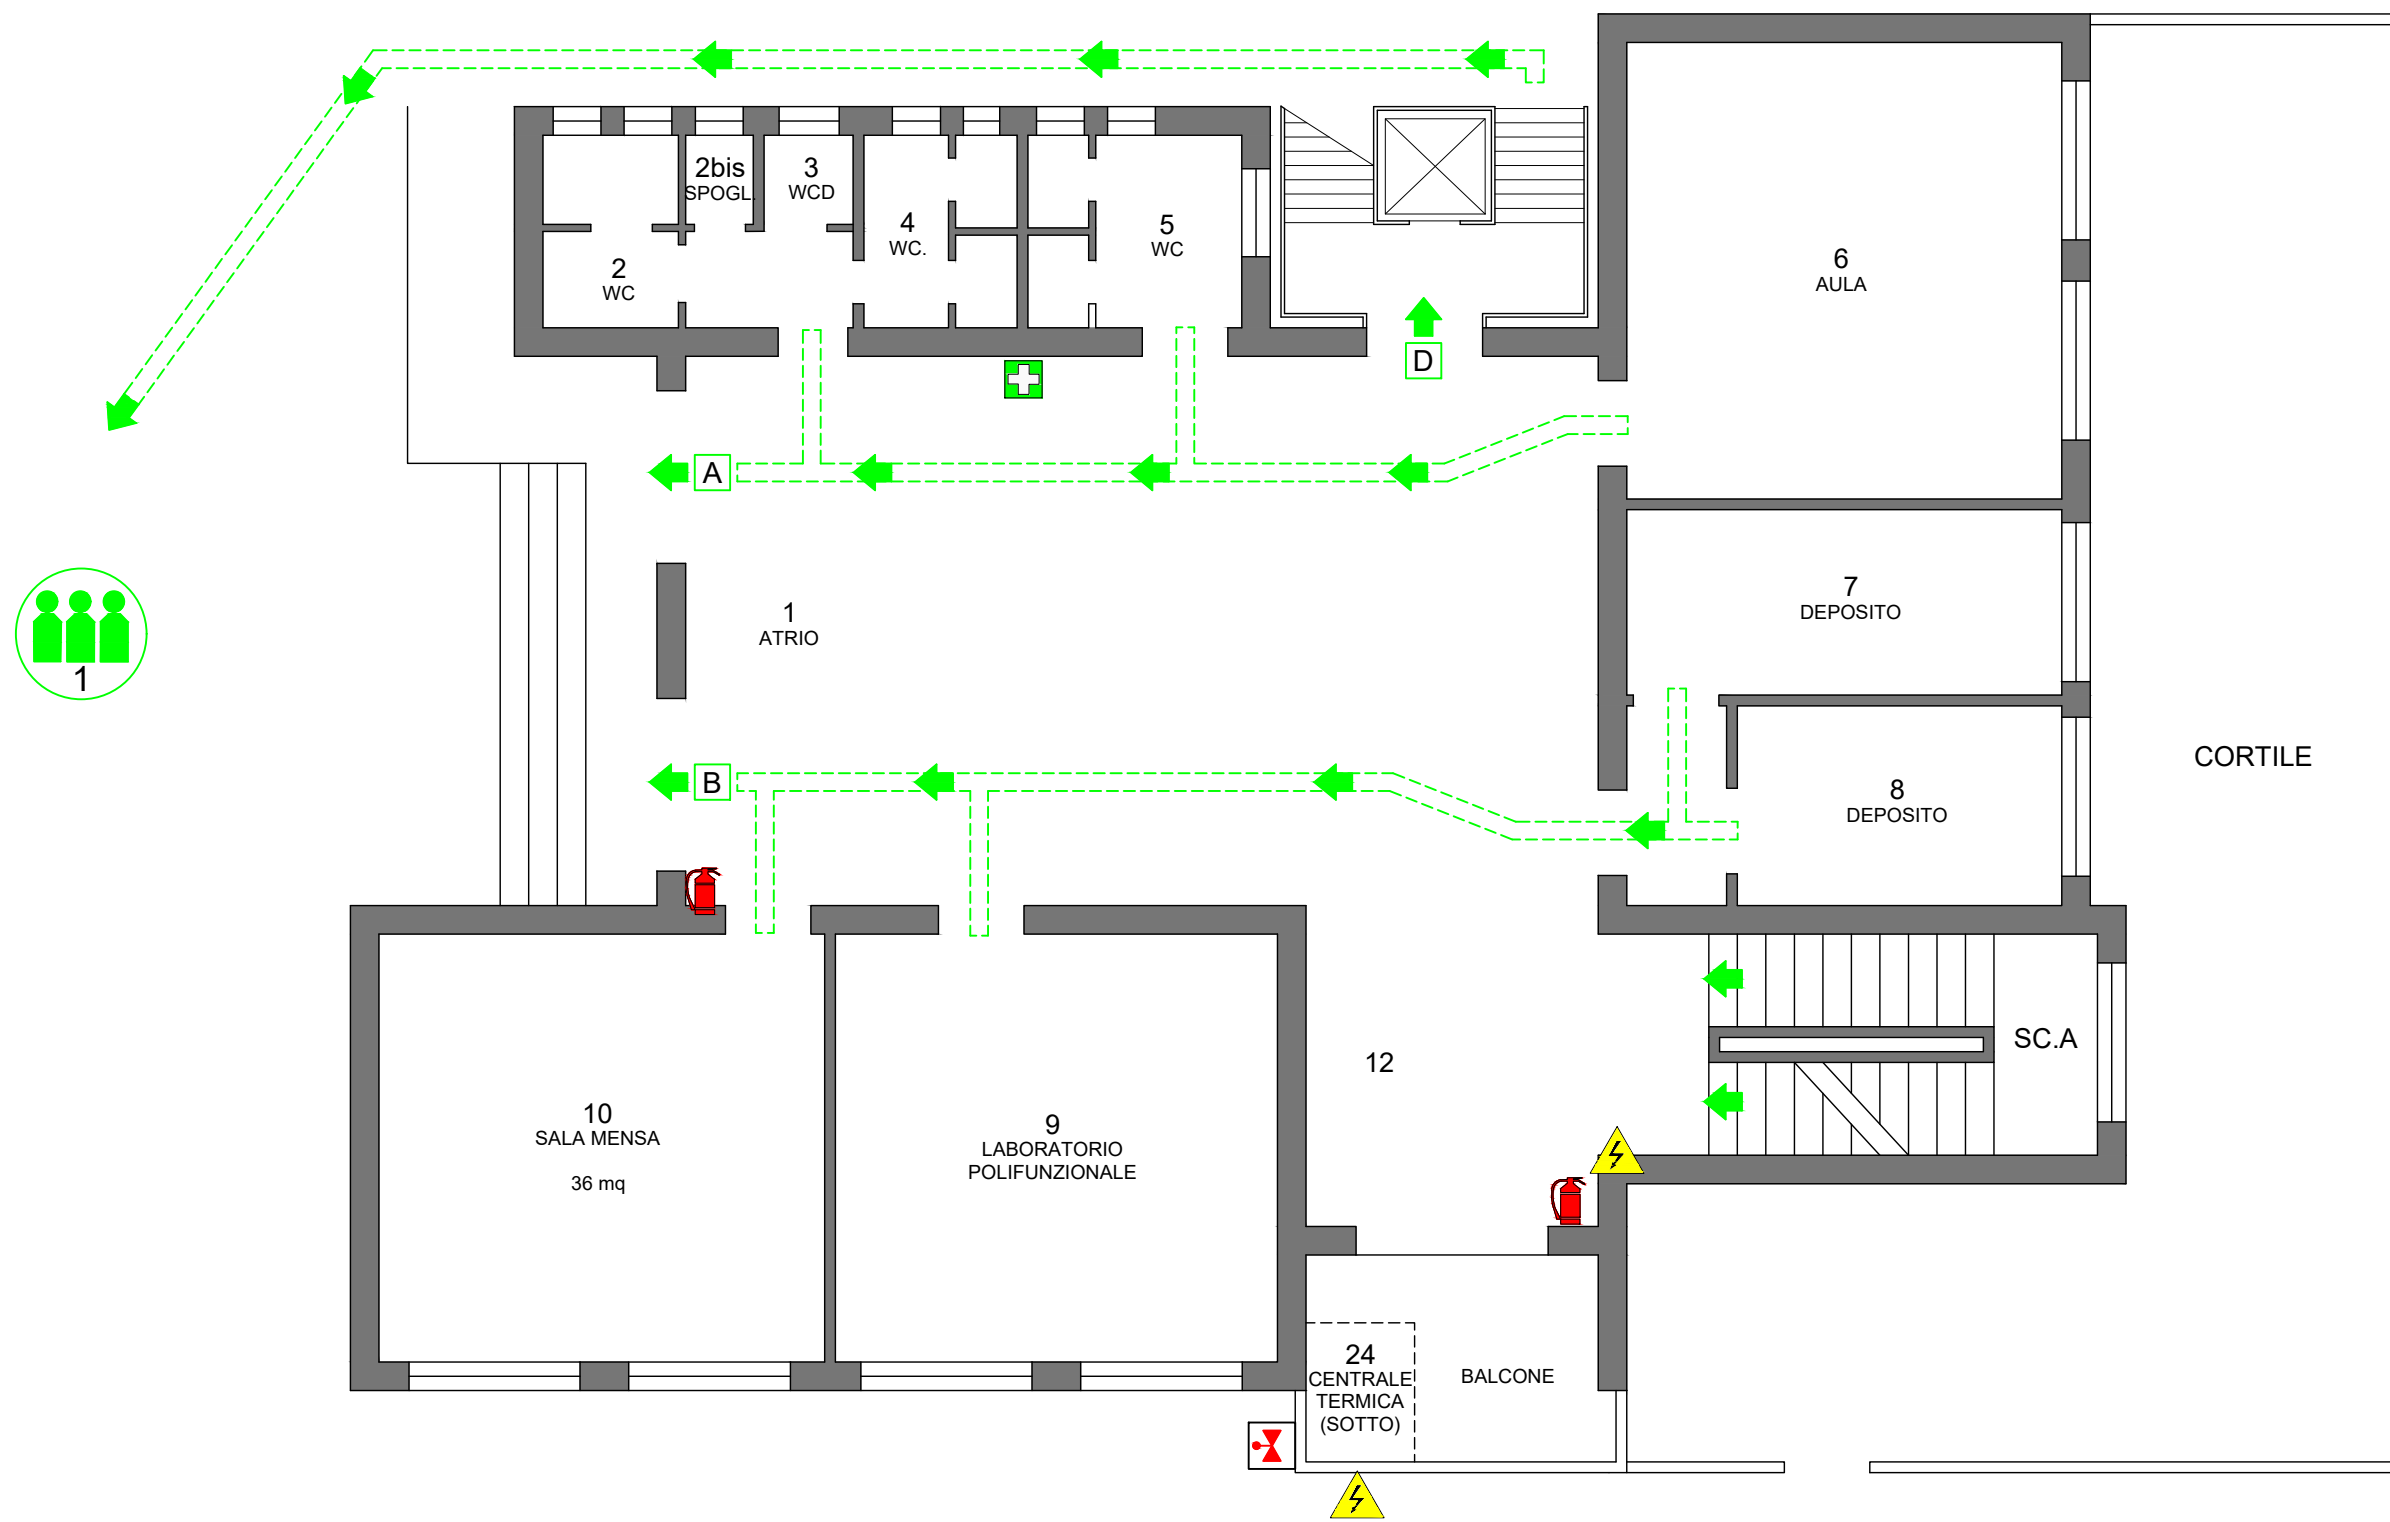 2bis
SPOGL.
3
WCD
4
WC.
5
WC
2
WC
6
AULA
D
A
7
DEPOSITO
1
ATRIO
1
B
8
DEPOSITO
CORTILE
SC.A
12
10
SALA MENSA
36 mq
9
LABORATORIO
POLIFUNZIONALE
24
CENTRALE
TERMICA
(SOTTO)
BALCONE